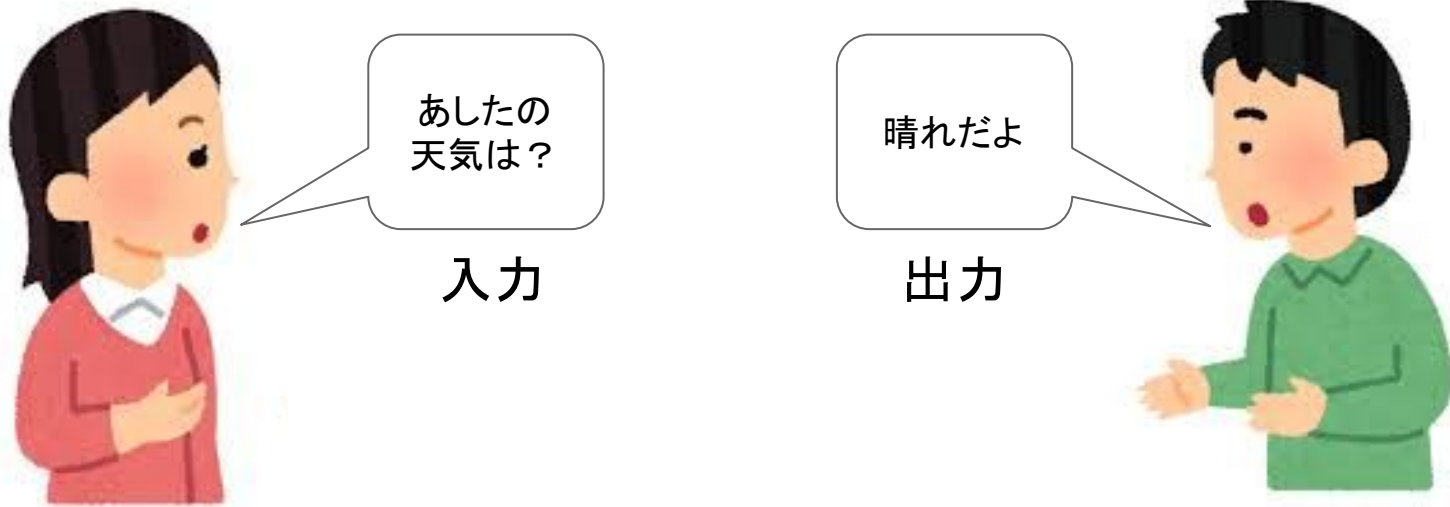 あしたの
天気は？
入力
晴れだよ
出力